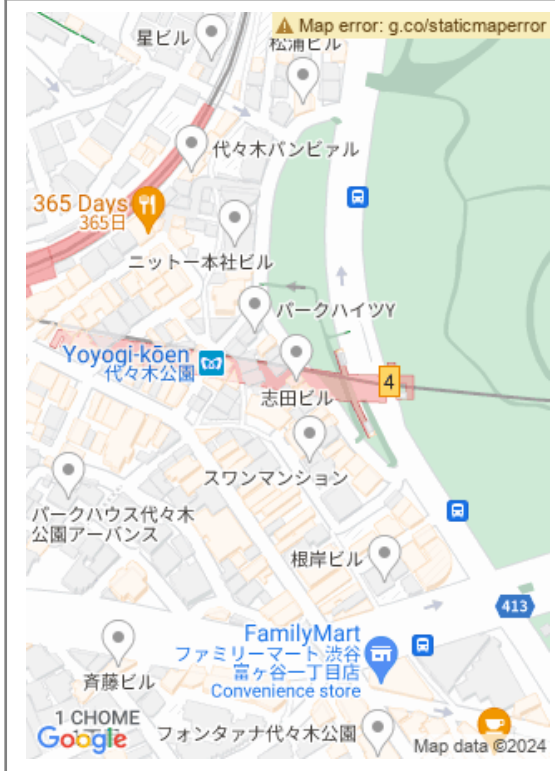 星ビル
⚠ Map error: g.co/staticmaperror
松浦ビル
代々木バンビァル
365 Days
365日
ニットー本社ビル
パークハイツY
Yoyogi-kōen
代々木公園
4
志田ビル
スワンマンション
パークハウス代々木
公園アーバンス
根岸ビル
413
FamilyMart
ファミリーマート 渋谷
富ヶ谷一丁目店
Convenience store
斉藤ビル
1 CHOME
フォンタァナ代々木公園
Google
Map data ©2024